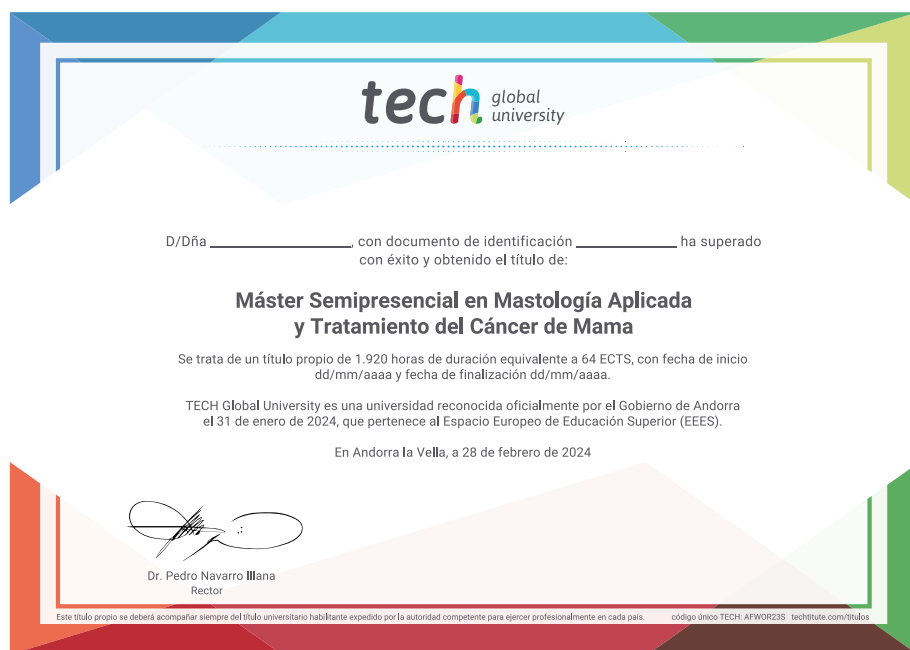 tech global university
D/Dña ______________, con documento de identificación __________ ha superado
con éxito y obtenido el título de:
Máster Semipresencial en Mastología Aplicada
y Tratamiento del Cáncer de Mama
Se trata de un título propio de 1.920 horas de duración equivalente a 64 ECTS, con fecha de inicio
dd/mm/aaaa y fecha de finalización dd/mm/aaaa.
TECH Global University es una universidad reconocida oficialmente por el Gobierno de Andorra
el 31 de enero de 2024, que pertenece al Espacio Europeo de Educación Superior (EEES).
En Andorra la Vella, a 28 de febrero de 2024
Dr. Pedro Navarro Illana
Rector
Este título propio se deberá acompañar siempre del título universitario habilitante expedido por la autoridad competente para ejercer profesionalmente en cada país. código único TECH: AFWOR23S techtitute.com/titulos